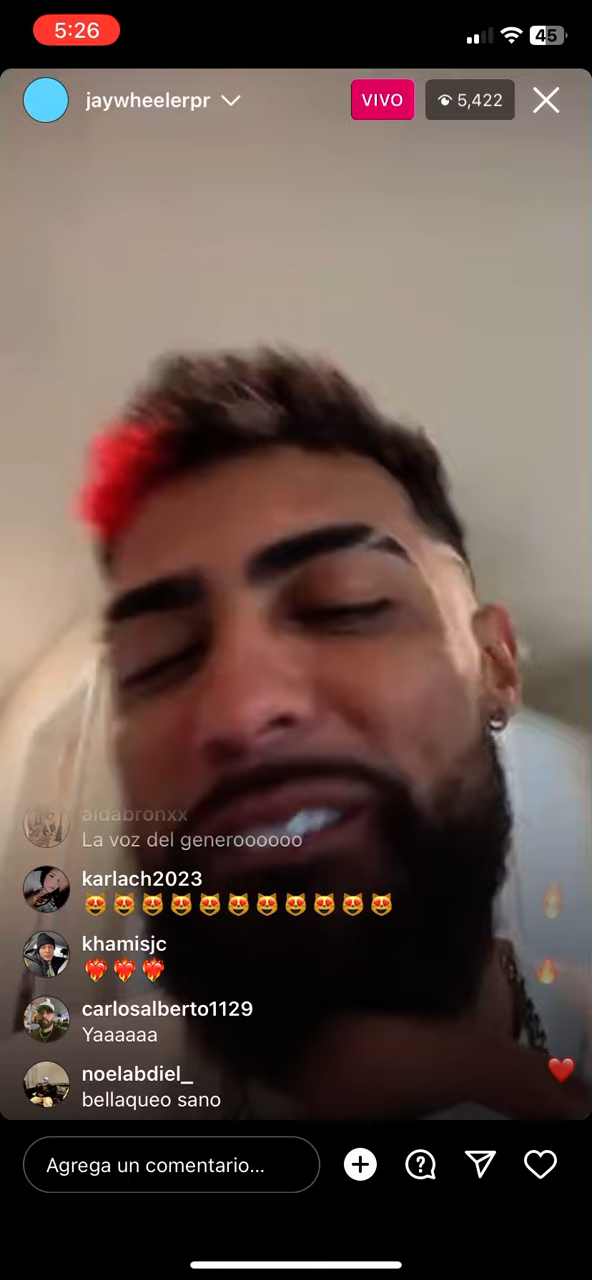 5:26
45
jaywheelerpr
VIVO
5,422
aldabronxx
La voz del generoooooo
karlach2023
khamisjc
carlosalberto1129
Yaaaaaa
noelabdiel_
bellaqueo sano
Agrega un comentario...